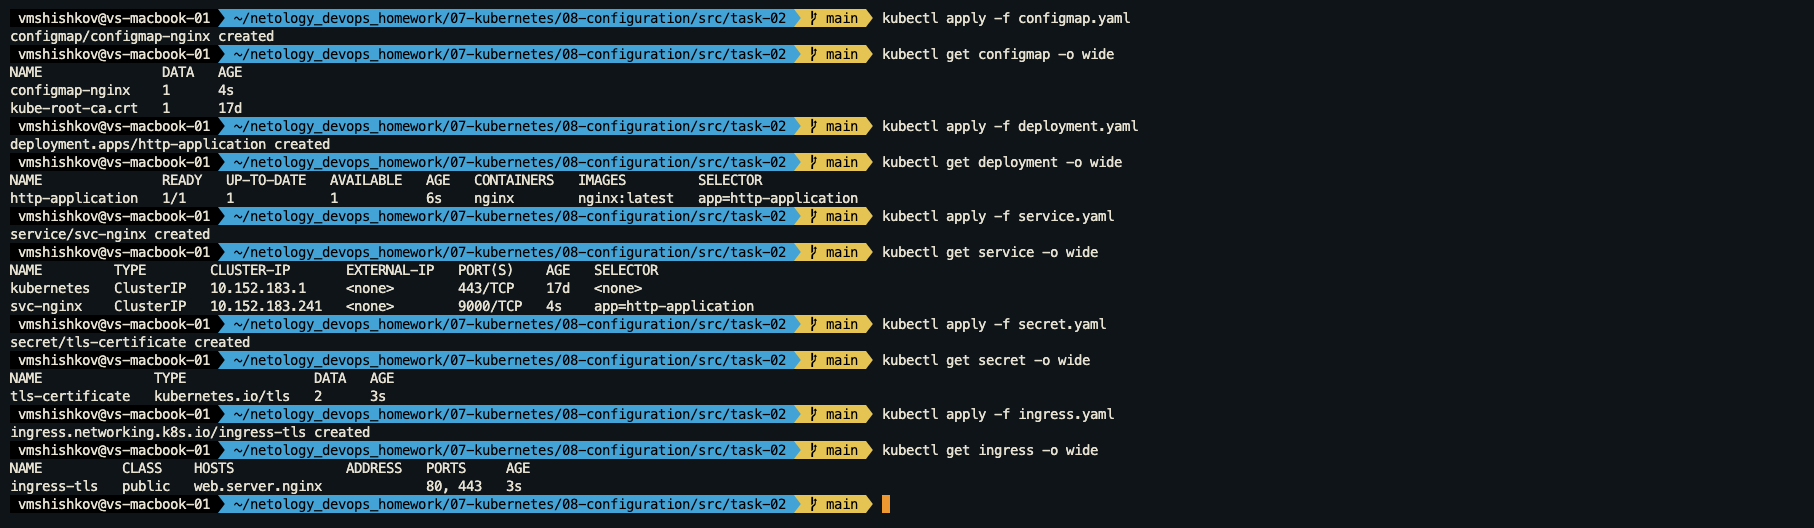 vmshishkov@vs-macbook-01 ~/netology_devops_homework/07-kubernetes/08-configuration/src/task-02 main kubectl apply -f configmap.yaml
configmap/configmap-nginx created
vmshishkov@vs-macbook-01 ~/netology_devops_homework/07-kubernetes/08-configuration/src/task-02 main kubectl get configmap -o wide
NAME DATA AGE
configmap-nginx 1 4s
kube-root-ca.crt 1 17d
vmshishkov@vs-macbook-01 ~/netology_devops_homework/07-kubernetes/08-configuration/src/task-02 main kubectl apply -f deployment.yaml
deployment.apps/http-application created
vmshishkov@vs-macbook-01 ~/netology_devops_homework/07-kubernetes/08-configuration/src/task-02 main kubectl get deployment -o wide
NAME READY UP-TO-DATE AVAILABLE AGE CONTAINERS IMAGES SELECTOR
http-application 1/1 1 1 6s nginx nginx:latest app=http-application
vmshishkov@vs-macbook-01 ~/netology_devops_homework/07-kubernetes/08-configuration/src/task-02 main kubectl apply -f service.yaml
service/svc-nginx created
vmshishkov@vs-macbook-01 ~/netology_devops_homework/07-kubernetes/08-configuration/src/task-02 main kubectl get service -o wide
NAME TYPE CLUSTER-IP EXTERNAL-IP PORT(S) AGE SELECTOR
kubernetes ClusterIP 10.152.183.1 <none> 443/TCP 17d <none>
svc-nginx ClusterIP 10.152.183.241 <none> 9000/TCP 4s app=http-application
vmshishkov@vs-macbook-01 ~/netology_devops_homework/07-kubernetes/08-configuration/src/task-02 main kubectl apply -f secret.yaml
secret/tls-certificate created
vmshishkov@vs-macbook-01 ~/netology_devops_homework/07-kubernetes/08-configuration/src/task-02 main kubectl get secret -o wide
NAME TYPE DATA AGE
tls-certificate kubernetes.io/tls 2 3s
vmshishkov@vs-macbook-01 ~/netology_devops_homework/07-kubernetes/08-configuration/src/task-02 main kubectl apply -f ingress.yaml
ingress.networking.k8s.io/ingress-tls created
vmshishkov@vs-macbook-01 ~/netology_devops_homework/07-kubernetes/08-configuration/src/task-02 main kubectl get ingress -o wide
NAME CLASS HOSTS ADDRESS PORTS AGE
ingress-tls public web.server.nginx 80, 443 3s
vmshishkov@vs-macbook-01 ~/netology_devops_homework/07-kubernetes/08-configuration/src/task-02 main